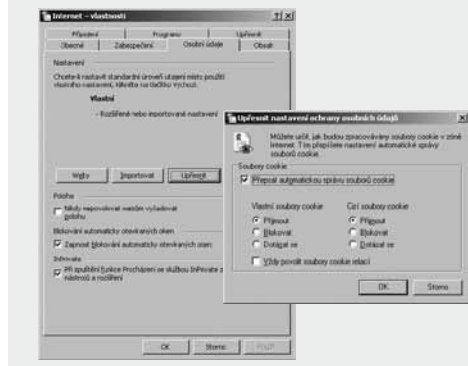 Internet - vlastnosti
Připojení
Programy
Upřesnit
Obecné
Zabezpečení
Osobní údaje
Obsah
Nastavení
Chcete-li nastavit standardní úroveň utajení místo použití
vlastního nastavení, klikněte na tlačítko Výchozí.
Vlastní
- Rozšířené nebo importované nastavení
Weby
Importovat
Upřesnit
Poloha
Nikdy nepovolovat webům vyžadovat
polohu
Blokování automaticky otevíraných oken
Zapnout blokování automaticky otevíraných oken
InPrivate
Při spuštění funkce Procházení se službou InPrivate z
nástrojů a rozšíření
OK
Storno
Použít
Upřesnit nastavení ochrany osobních údajů
Můžete určit, jak budou zpracovávány soubory cookie v zóně
Internet. Tím přepíšete nastavení automatické správy
souborů cookie.
Soubory cookie
Přepsat automatickou správu souborů cookie
Vlastní soubory cookie
Cizí soubory cookie
Přijmout
Přijmout
Blokovat
Blokovat
Dotázat se
Dotázat se
Vždy povolit soubory cookie relací
OK
Storno